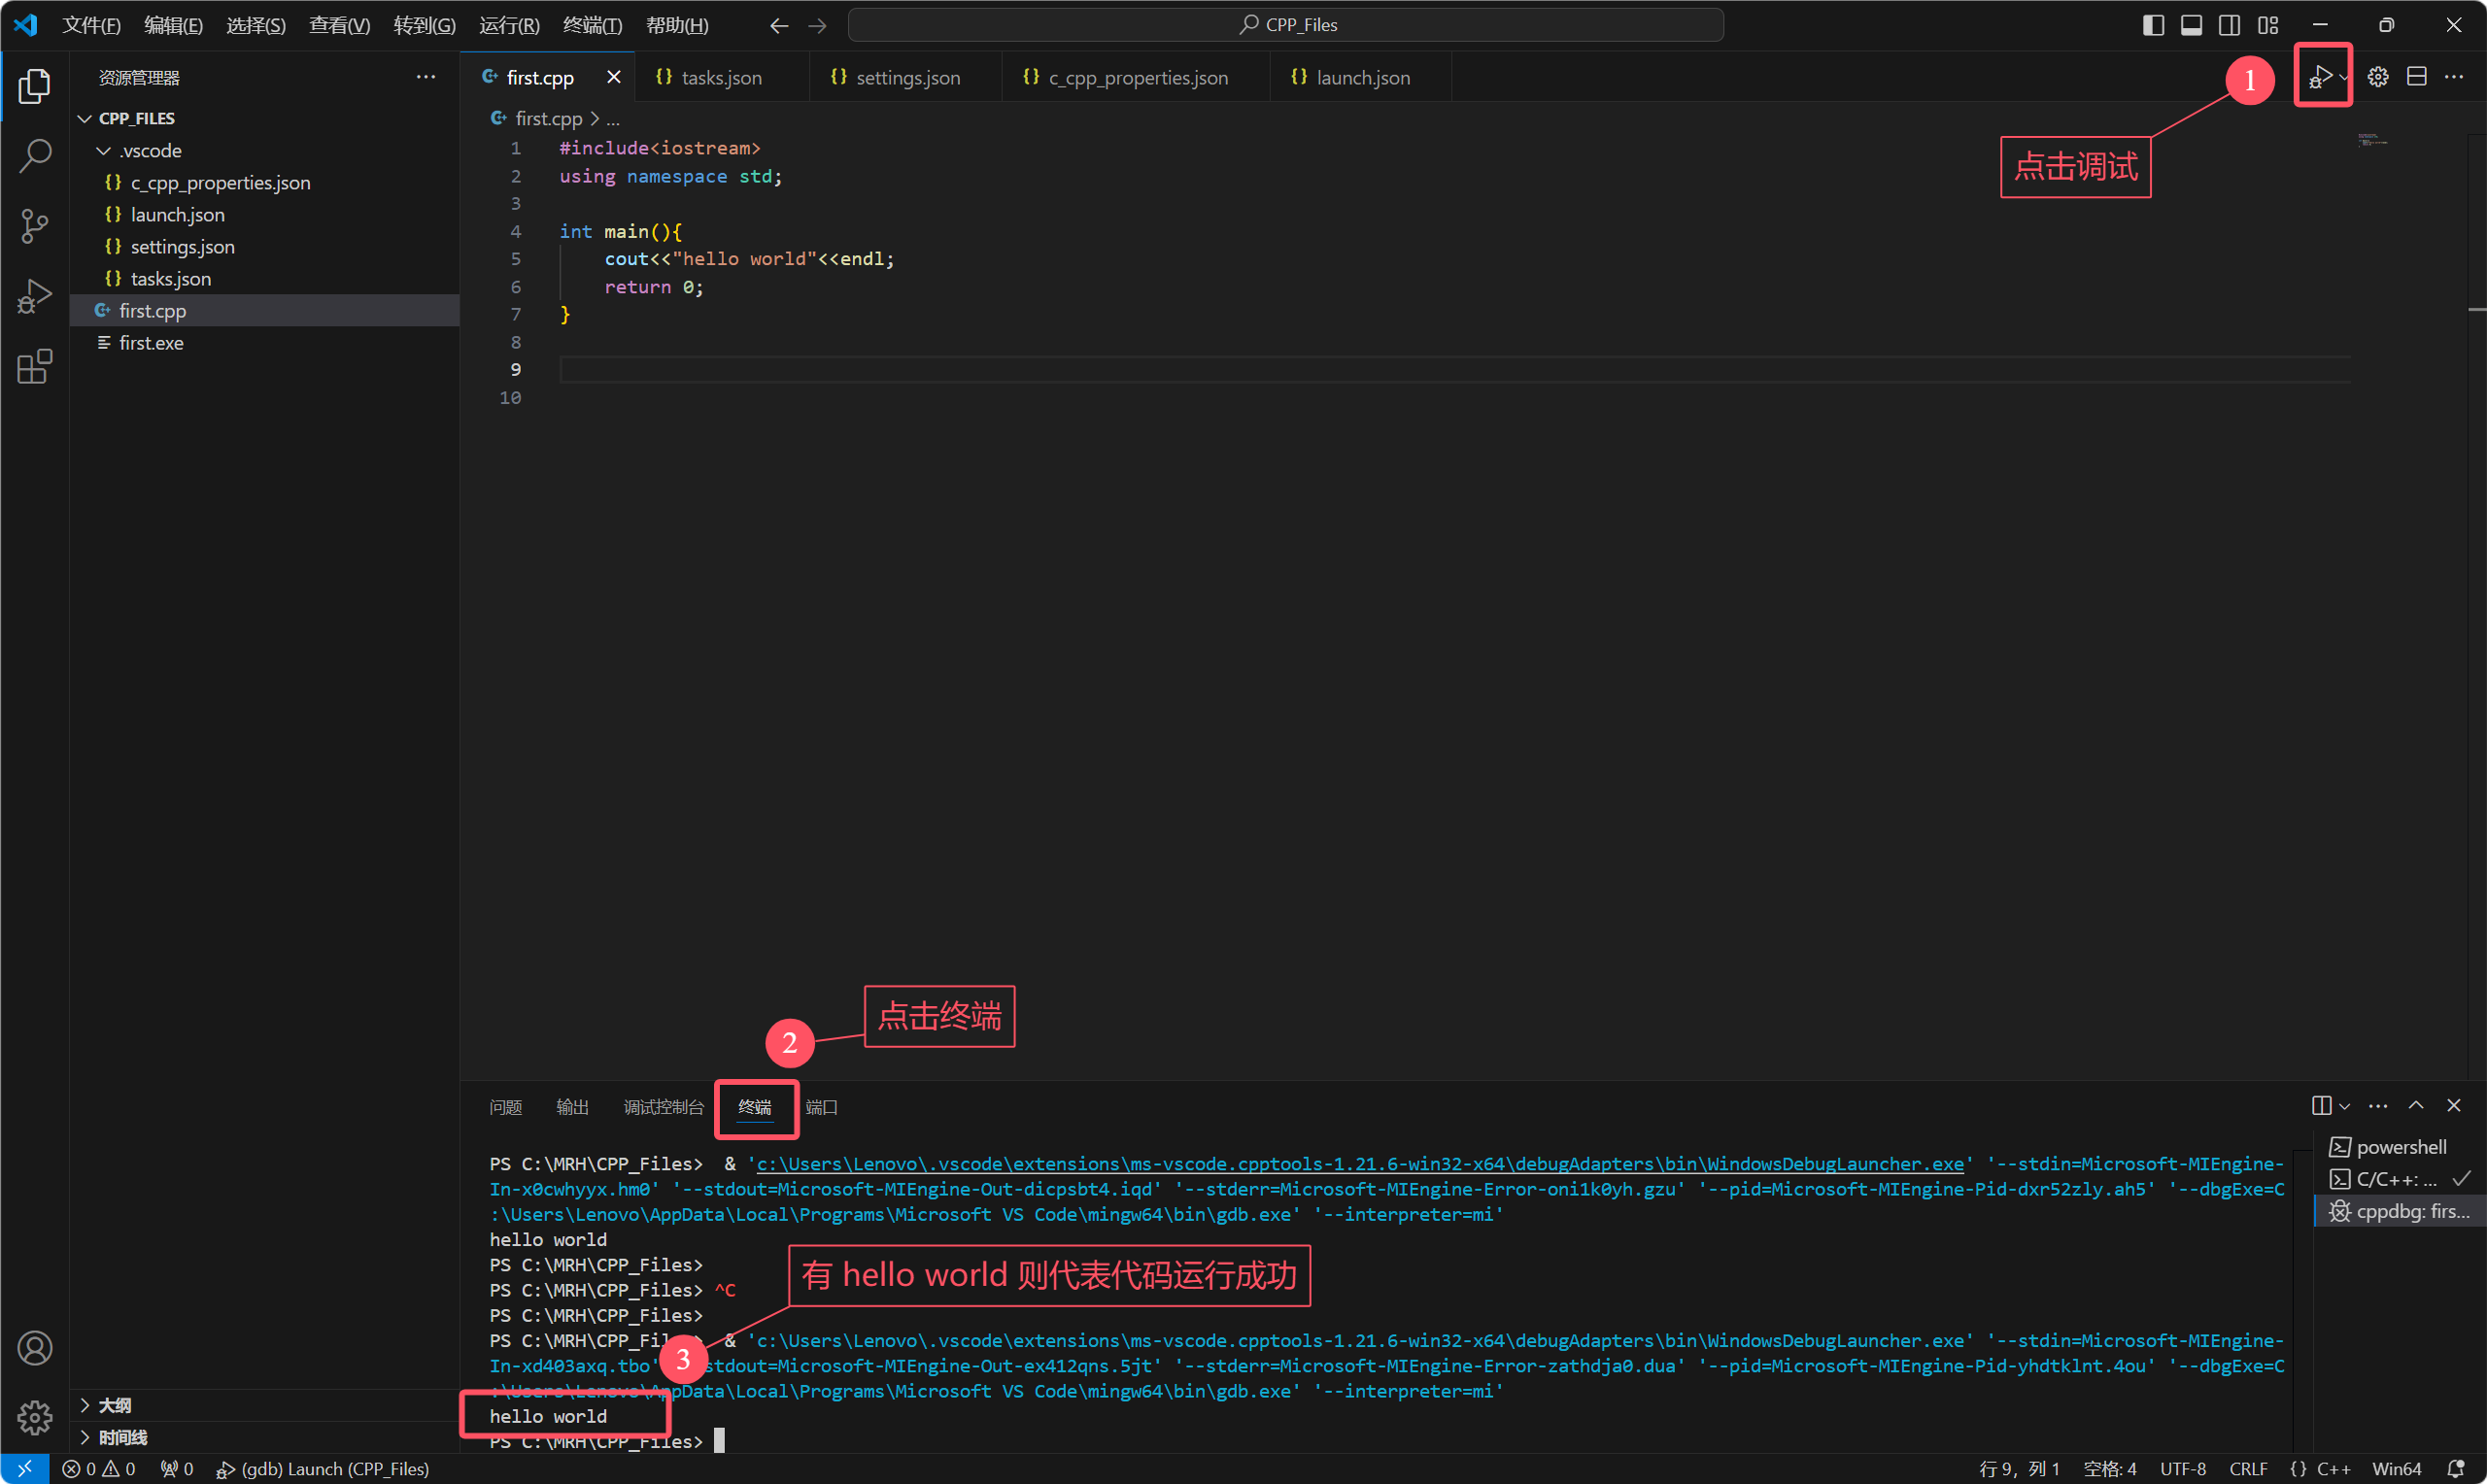 文件(F) 编辑(E) 选择(S) 查看(V) 转到(G) 运行(R) 终端(T) 帮助(H) CPP_Files
资源管理器
CPP_FILES
.vscode
{} c_cpp_properties.json
{} launch.json
{} settings.json
{} tasks.json
first.cpp
first.exe
大纲
时间线
first.cpp {} tasks.json {} settings.json {} c_cpp_properties.json {} launch.json
1
点击调试
first.cpp > ...
1 #include<iostream>
2 using namespace std;
3
4 int main(){
5 cout<<"hello world"<<endl;
6 return 0;
7 }
8
9
10
点击终端
2
问题 输出 调试控制台 终端 端口
PS C:\MRH\CPP_Files> & 'c:\Users\Lenovo\.vscode\extensions\ms-vscode.cpptools-1.21.6-win32-x64\debugAdapters\bin\WindowsDebugLauncher.exe' '--stdin=Microsoft-MIEngine-
In-x0cwhyyx.hm0' '--stdout=Microsoft-MIEngine-Out-dicpsbt4.iqd' '--stderr=Microsoft-MIEngine-Error-oni1k0yh.gzu' '--pid=Microsoft-MIEngine-Pid-dxr52zly.ah5' '--dbgExe=C
:\Users\Lenovo\AppData\Local\Programs\Microsoft VS Code\mingw64\bin\gdb.exe' '--interpreter=mi'
hello world
PS C:\MRH\CPP_Files>
PS C:\MRH\CPP_Files> ^C
PS C:\MRH\CPP_Files>
有 hello world 则代表代码运行成功
3
PS C:\MRH\CPP_Files> & 'c:\Users\Lenovo\.vscode\extensions\ms-vscode.cpptools-1.21.6-win32-x64\debugAdapters\bin\WindowsDebugLauncher.exe' '--stdin=Microsoft-MIEngine-
In-xd403axq.tbo' stdout=Microsoft-MIEngine-Out-ex412qns.5jt' '--stderr=Microsoft-MIEngine-Error-zathdja0.dua' '--pid=Microsoft-MIEngine-Pid-yhdtklnt.4ou' '--dbgExe=C
:\Users\Lenovo\AppData\Local\Programs\Microsoft VS Code\mingw64\bin\gdb.exe' '--interpreter=mi'
hello world
PS C:\MRH\CPP_Files>
powershell
C/C++: ...
cppdbg: firs...
0 0 0 (gdb) Launch (CPP_Files) 行 9，列 1 空格: 4 UTF-8 CRLF {} C++ Win64